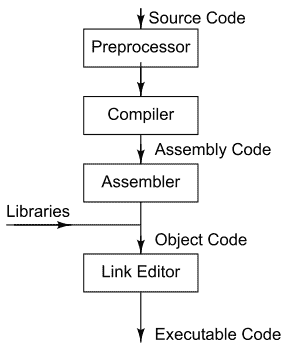 Source Code
Preprocessor
Compiler
Assembly Code
Assembler
Libraries
Object Code
Link Editor
Executable Code